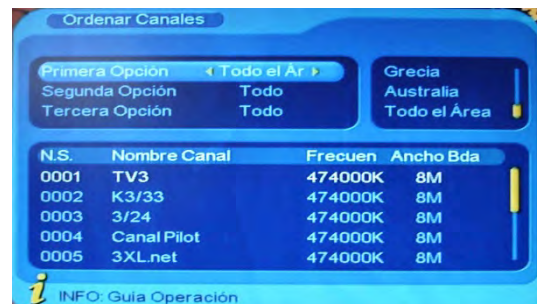 Ordenar Canales
Primera Opción Todo el Ár
Segunda Opción Todo
Tercera Opción Todo
Grecia
Australia
Todo el Área
N.S. Nombre Canal Frecuen Ancho Bda
0001 TV3 474000K 8M
0002 K3/33 474000K 8M
0003 3/24 474000K 8M
0004 Canal Pilot 474000K 8M
0005 3XL.net 474000K 8M
i INFO: Guia Operación